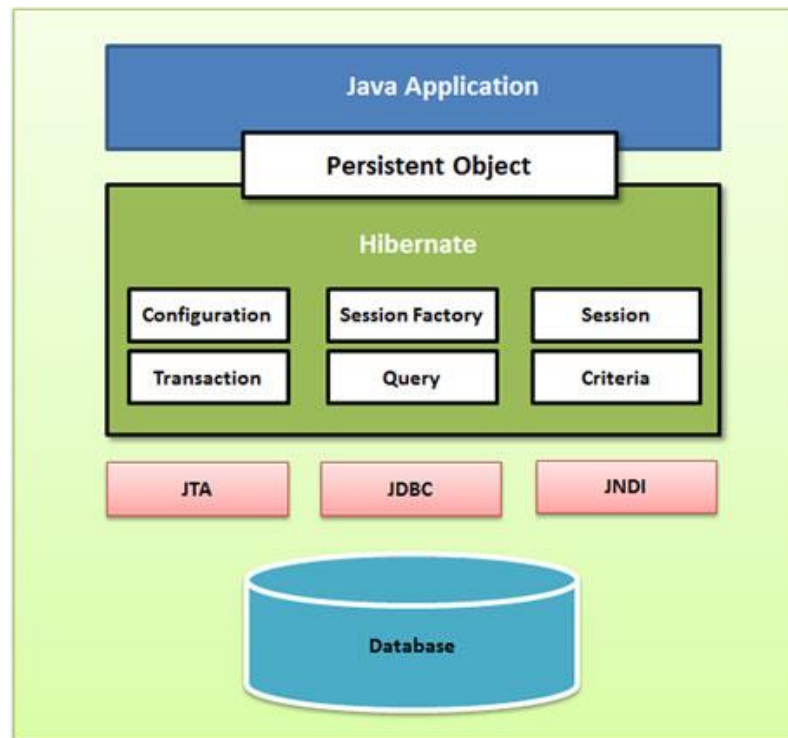 Java Application
Persistent Object
Hibernate
Configuration
Session Factory
Session
Transaction
Query
Criteria
JTA
JDBC
JNDI
Database